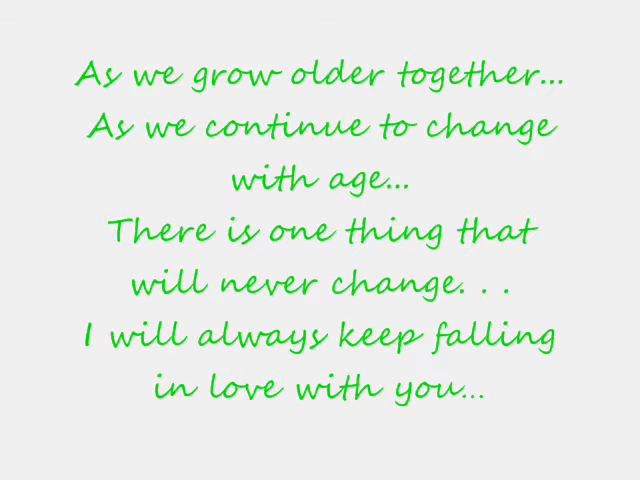 As we grow older together...
As we continue to change
with age...
There is one thing that
will never change. . .
I will always keep falling
in love with you...